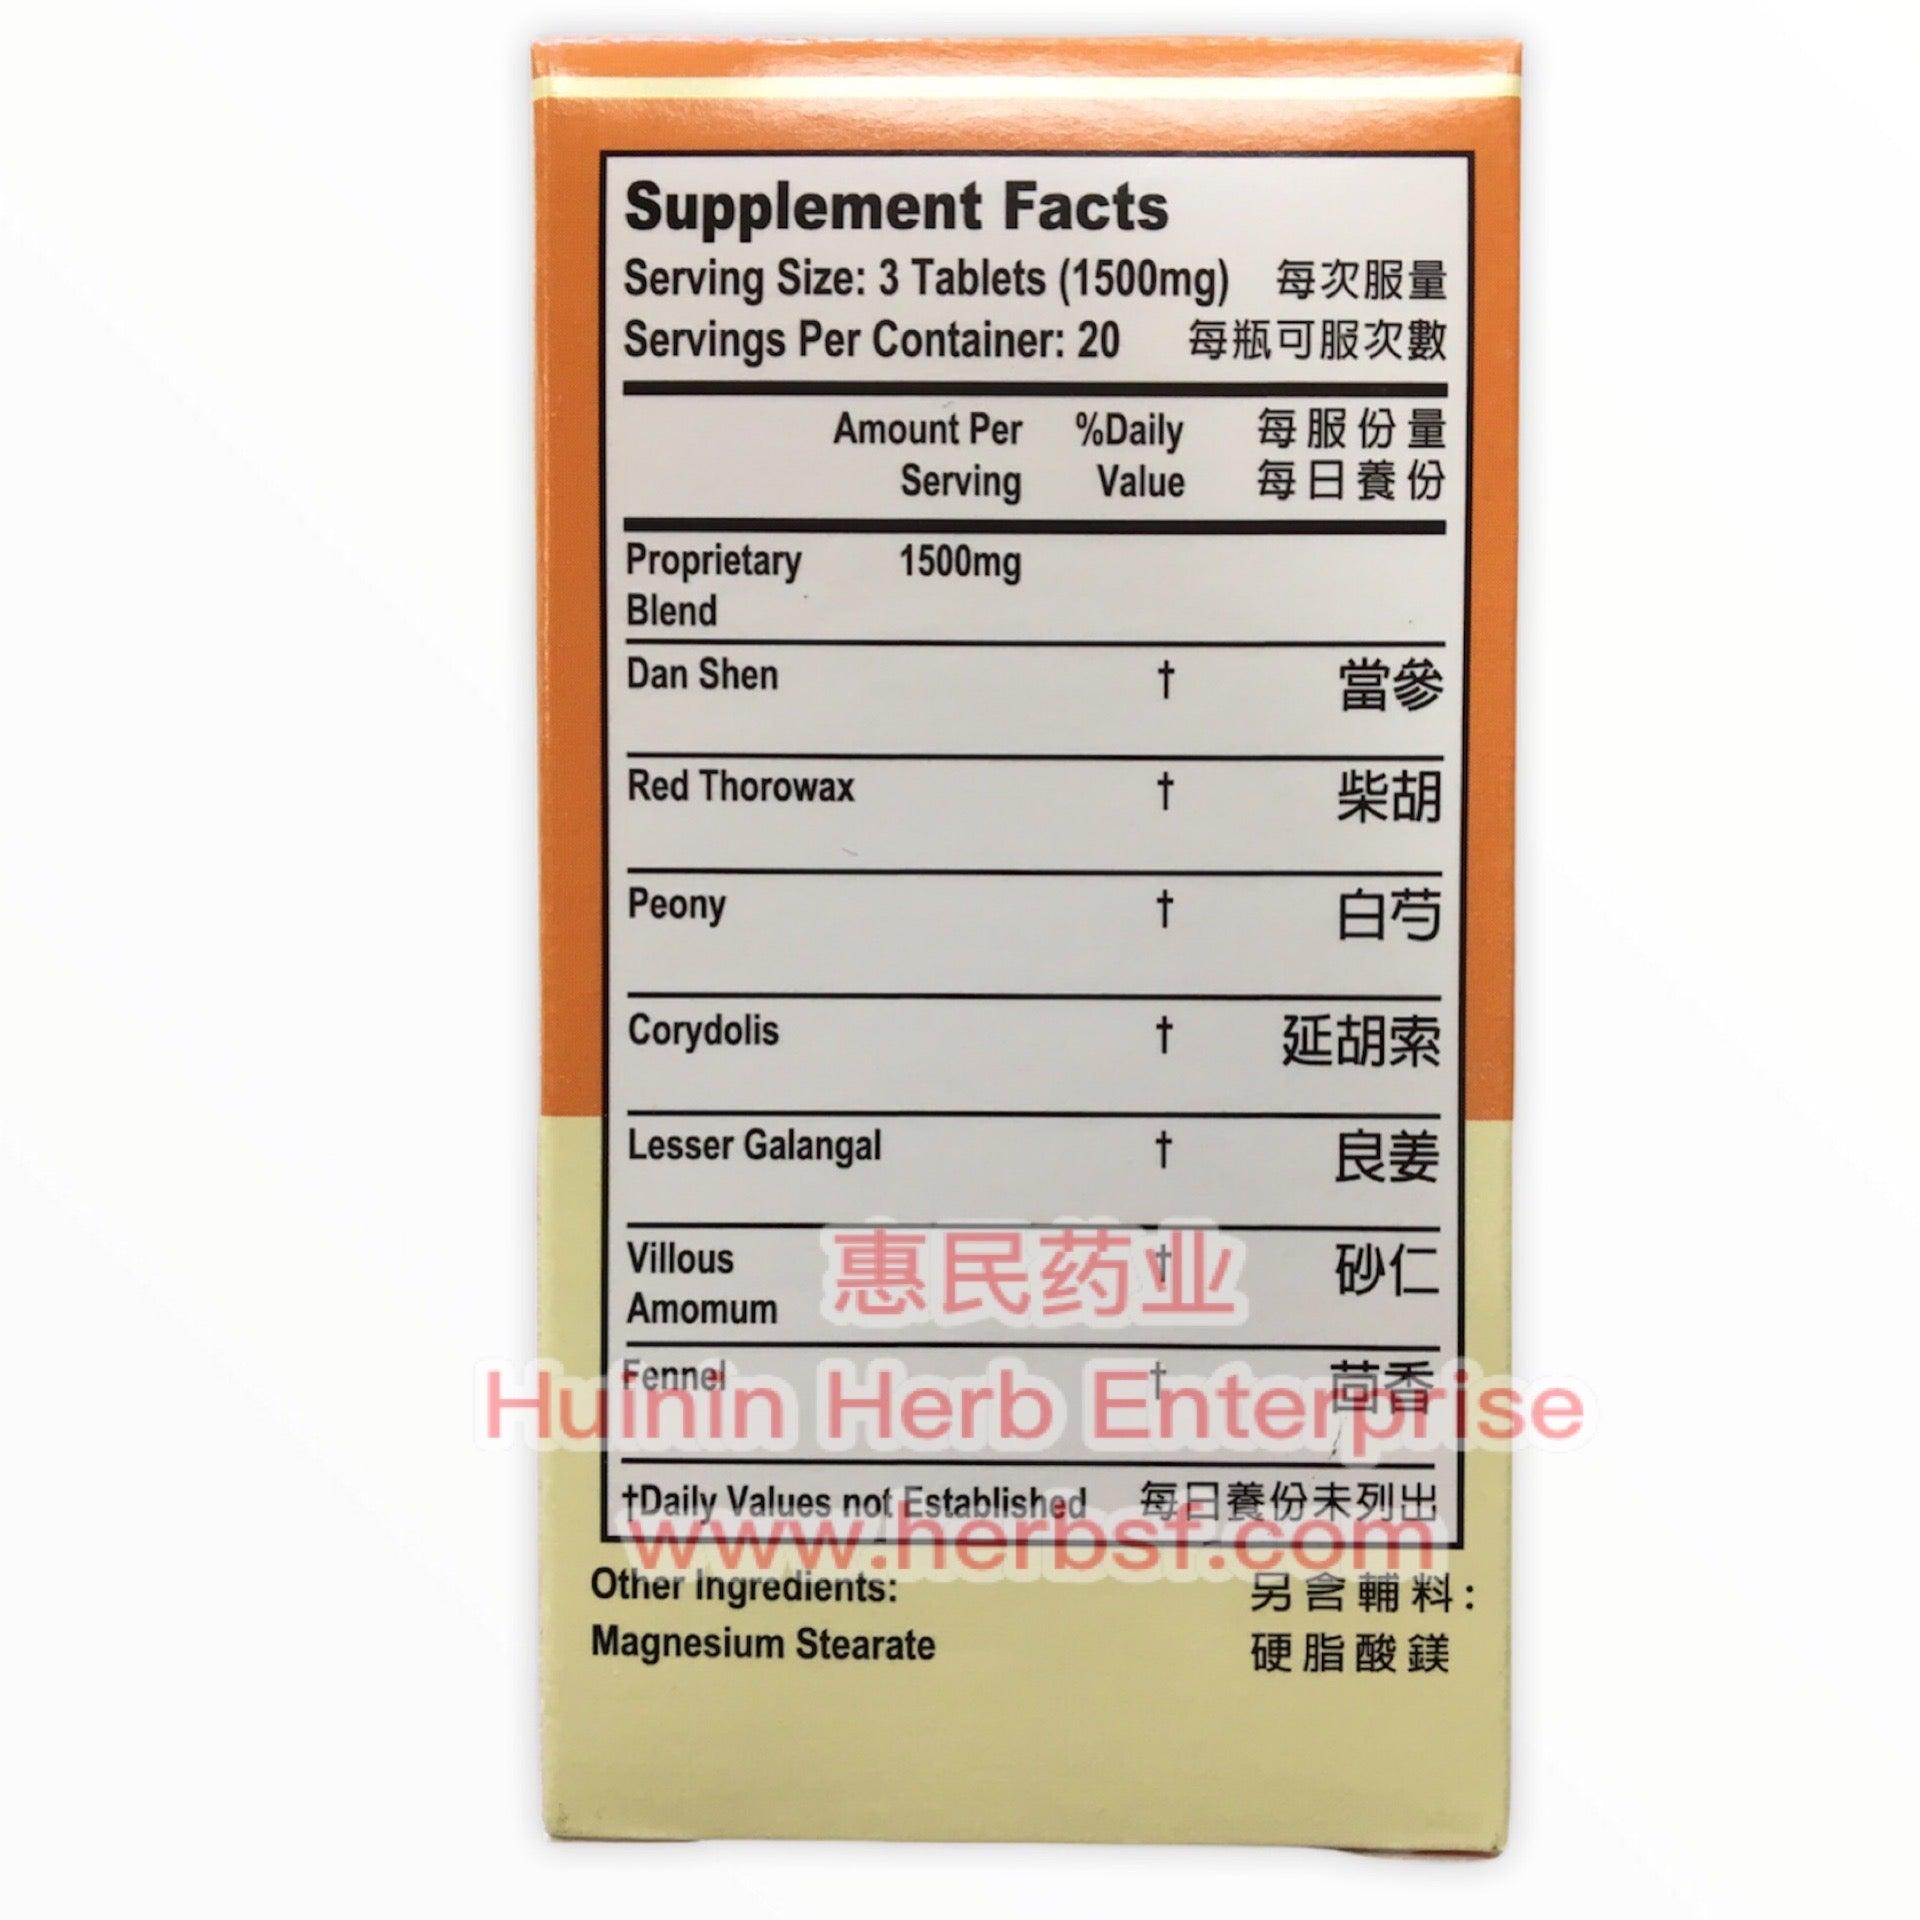 Supplement Facts
Serving Size: 3 Tablets (1500mg) 每次服量
Servings Per Container: 20 每瓶可服次數
Amount Per %Daily 每服份量
Serving Value 每日養份
Proprietary 1500mg
Blend
Dan Shen † 當參
Red Thorowax † 柴胡
Peony † 白芍
Corydolis † 延胡索
Lesser Galangal † 良姜
Villous † 砂仁
Amomum
惠民药业
Fennel † 茴香
Huinin Herb Enterprise
†Daily Values not Established 每日養份未列出
www.herbsf.com
Other Ingredients: 另含輔料:
Magnesium Stearate 硬脂酸鎂